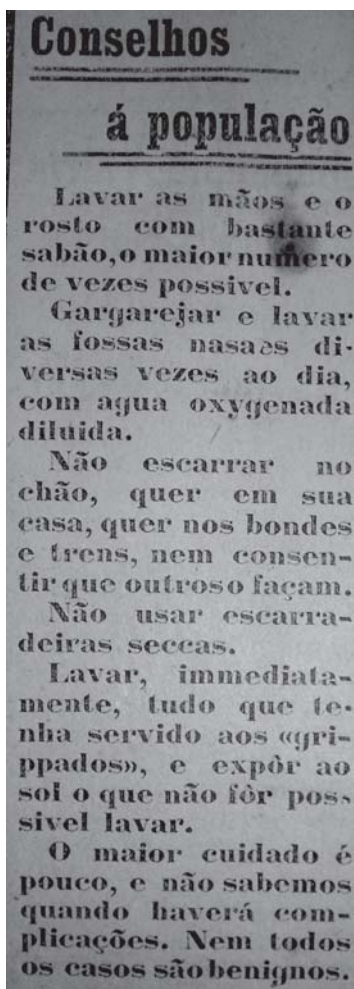 Conselhos
á população
Lavar as mãos e o
rosto com bastante
sabão, o maior numero
de vezes possivel.
Gargarejar e lavar
as fossas nasaes di-
versas vezes ao dia,
com agua oxygenada
diluida.
Não escarrar no
chão, quer em sua
casa, quer nos bondes
e trens, nem consen-
tir que outros o façam.
Não usar escarra-
deiras seccas.
Lavar, immediata-
mente, tudo que te-
nha servido aos «gri-
ppados», e expôr ao
sol o que não fôr pos-
sivel lavar.
O maior cuidado é
pouco, e não sabemos
quando haverá com-
plicações. Nem todos
os casos são benignos.